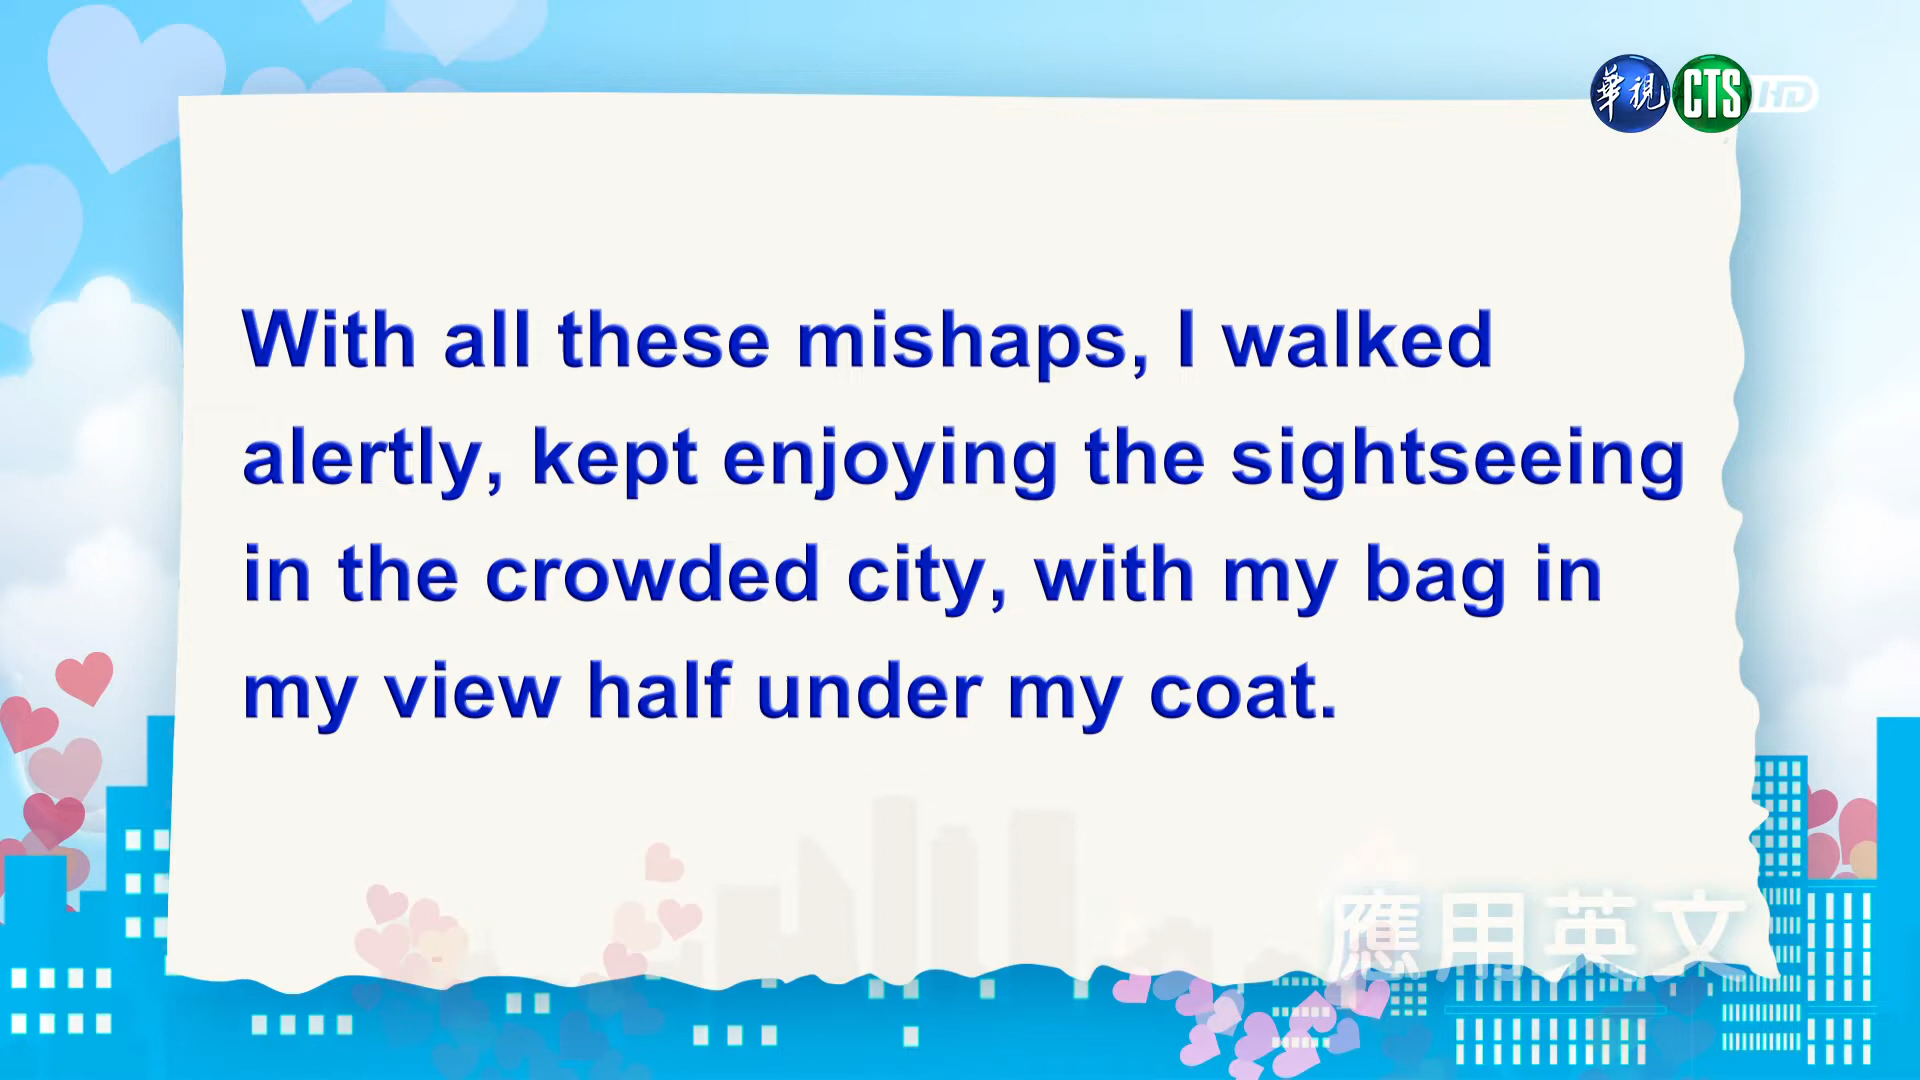 華視 CTS HD
With all these mishaps, I walked
alertly, kept enjoying the sightseeing
in the crowded city, with my bag in
my view half under my coat.
應用英文